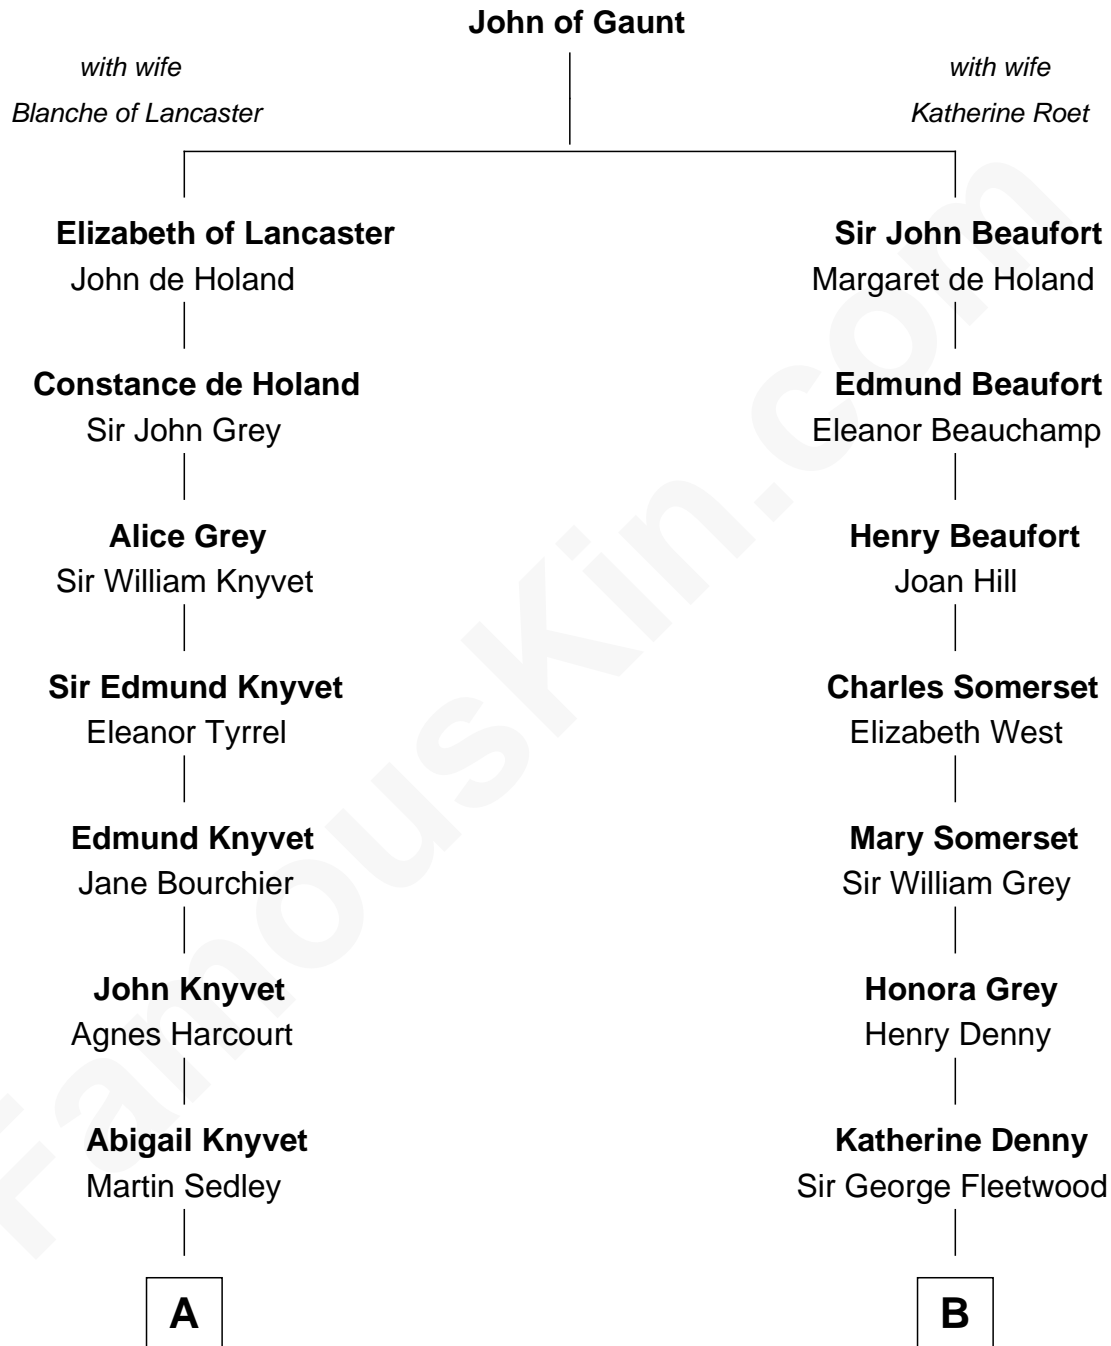 John of Gaunt
with wife
Blanche of Lancaster
with wife
Katherine Roet
Elizabeth of Lancaster
John de Holand
Sir John Beaufort
Margaret de Holand
Constance de Holand
Sir John Grey
Edmund Beaufort
Eleanor Beauchamp
Alice Grey
Sir William Knyvet
Henry Beaufort
Joan Hill
Sir Edmund Knyvet
Eleanor Tyrrel
Charles Somerset
Elizabeth West
Edmund Knyvet
Jane Bourchier
Mary Somerset
Sir William Grey
John Knyvet
Agnes Harcourt
Honora Grey
Henry Denny
Abigail Knyvet
Martin Sedley
Katherine Denny
Sir George Fleetwood
A
B
FamousKin.com